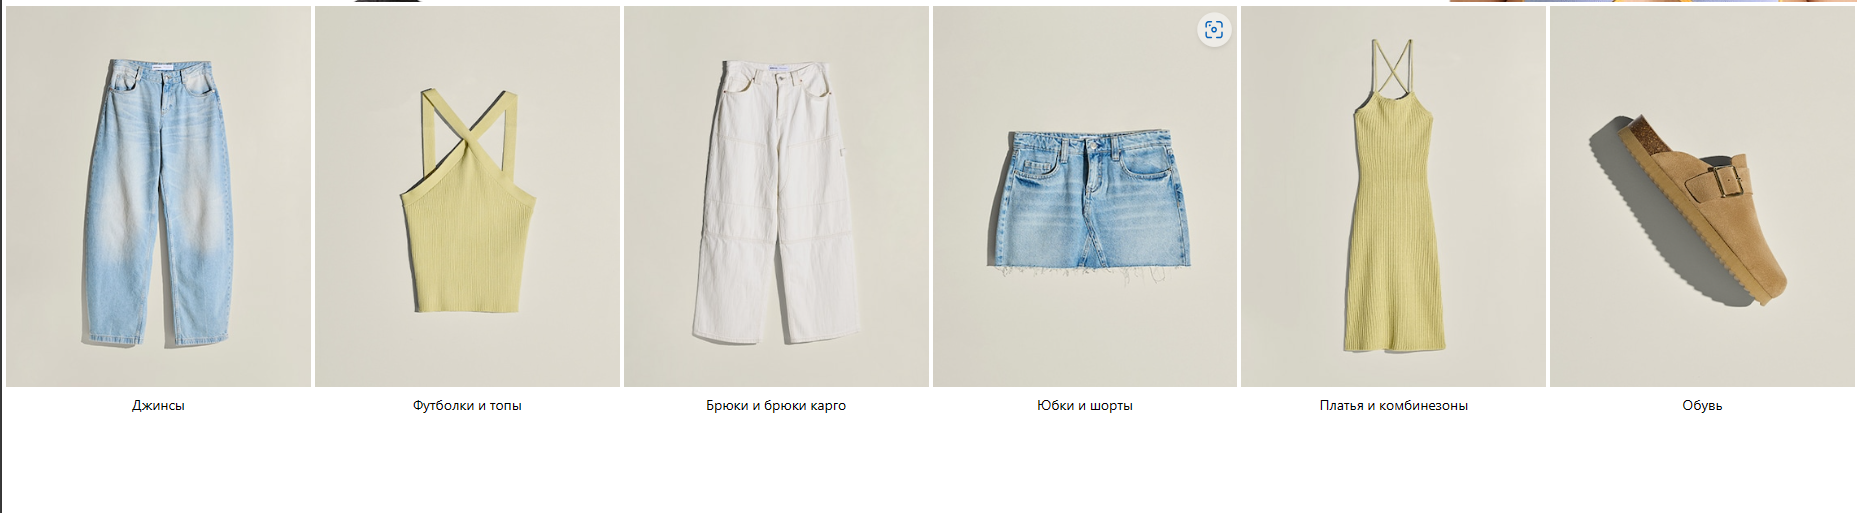 Джинсы
Футболки и топы
Брюки и брюки карго
Юбки и шорты
Платья и комбинезоны
Обувь